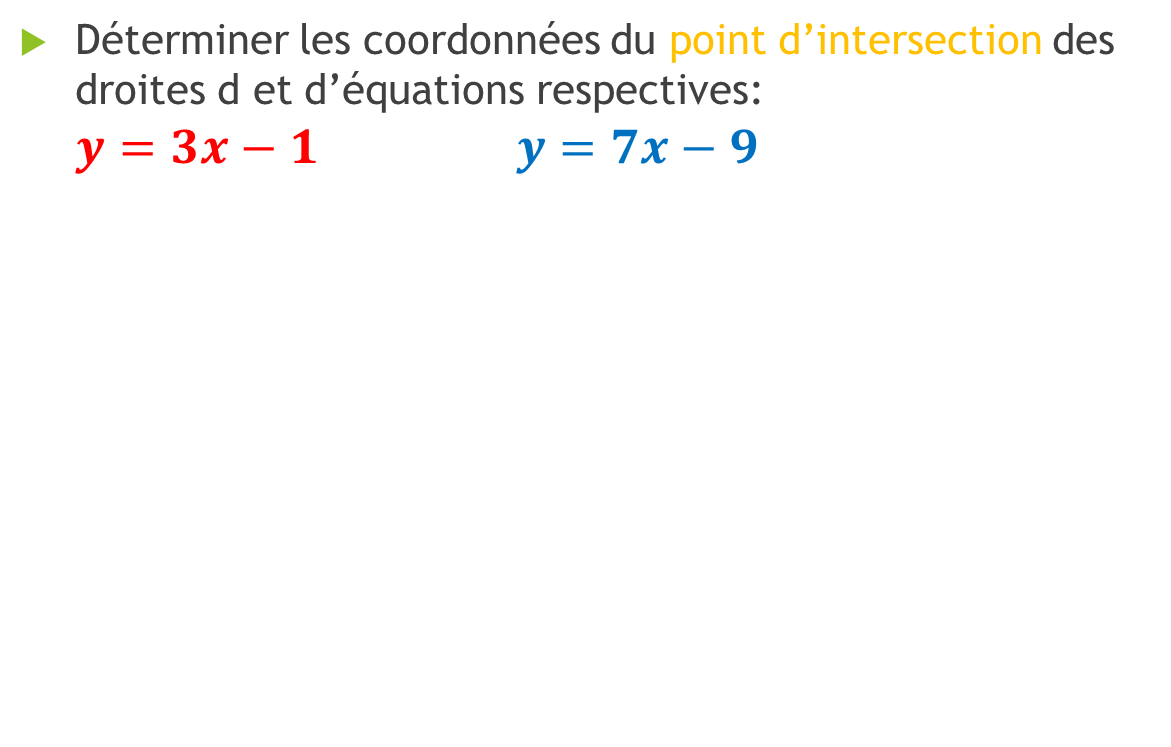 Déterminer les coordonnées du point d’intersection des
droites d et d’équations respectives:
y = 3x − 1 y = 7x − 9